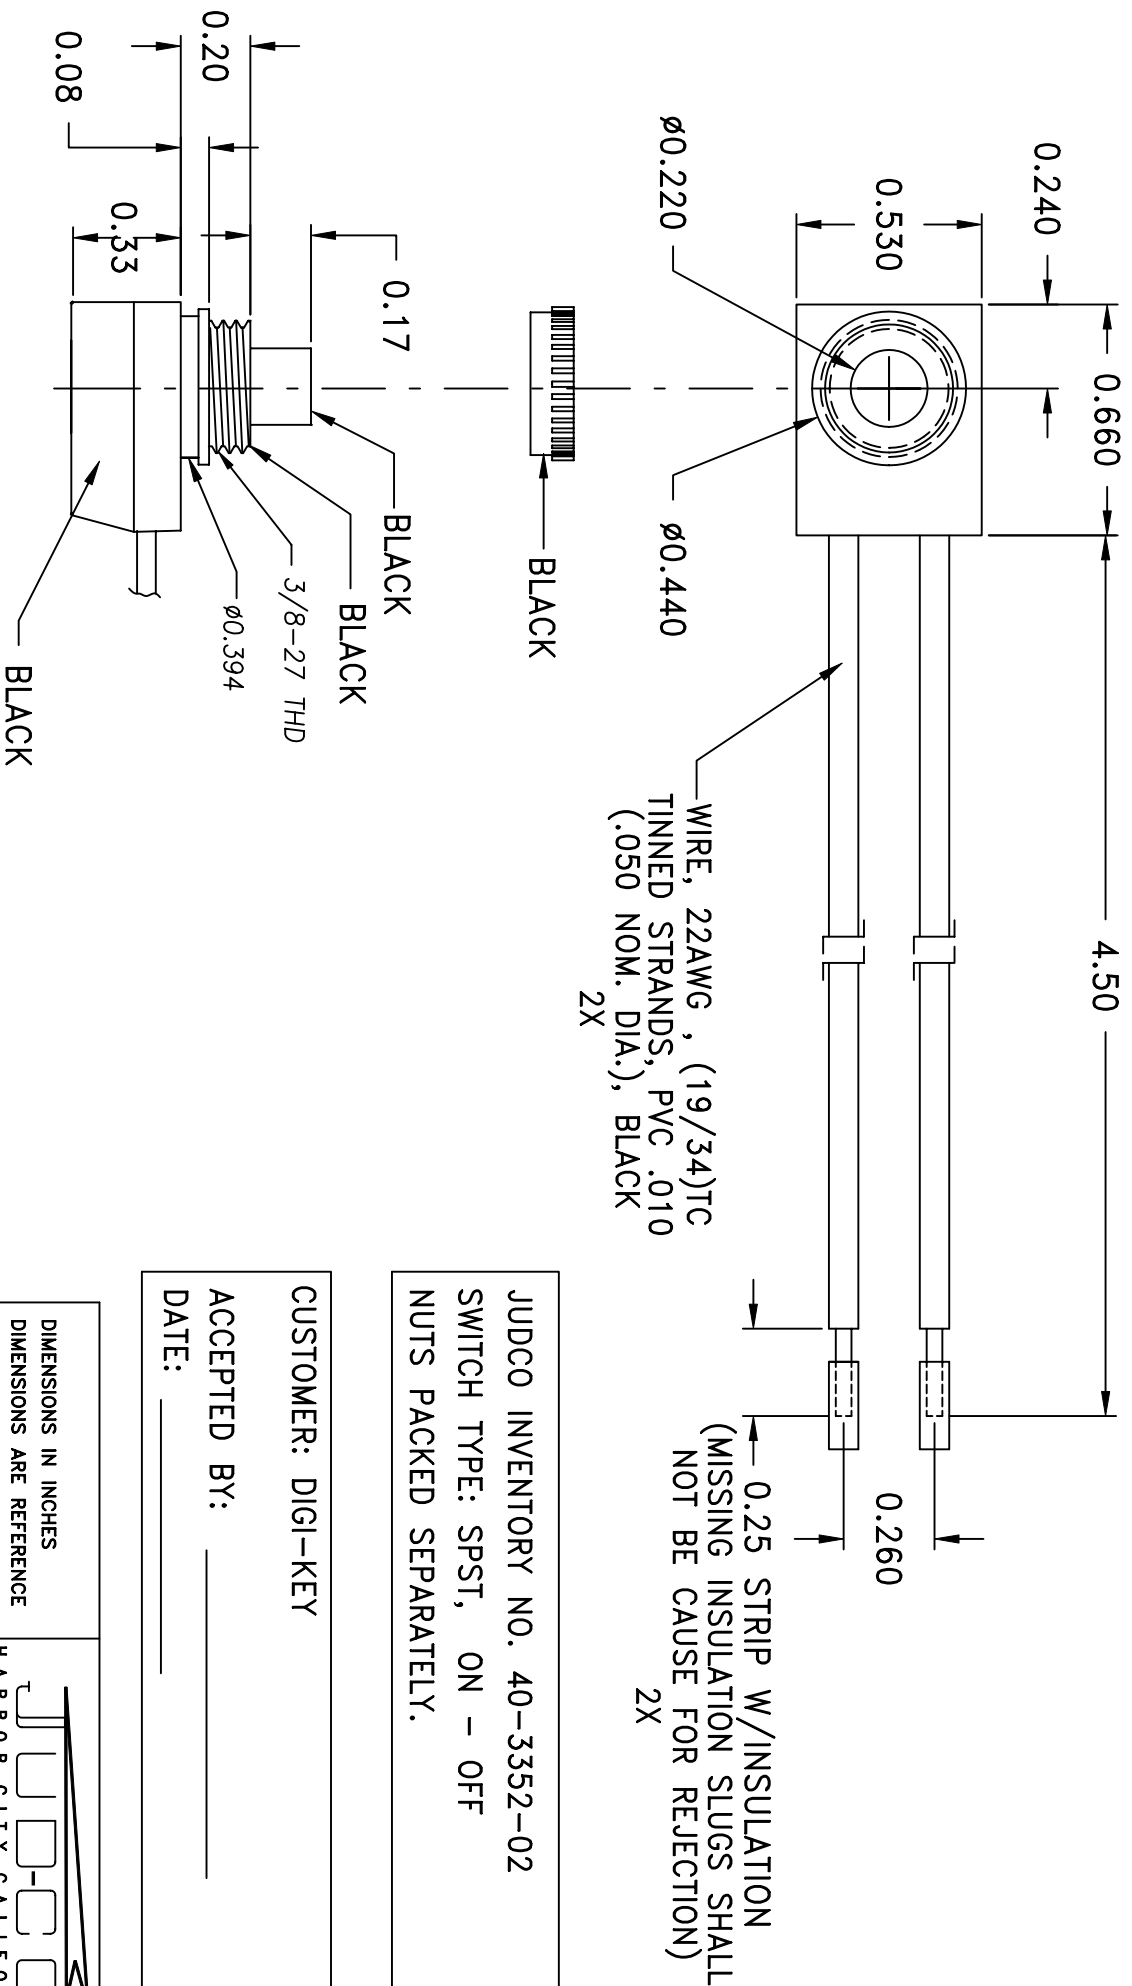 0.240
0.660
4.50
0.530
ø0.220
ø0.440
0.260
WIRE, 22AWG , (19/34)TC
TINNED STRANDS, PVC .010
(.050 NOM. DIA.), BLACK
2X
0.25 STRIP W/INSULATION
(MISSING INSULATION SLUGS SHALL
NOT BE CAUSE FOR REJECTION)
2X
BLACK
0.17
0.20
0.08
0.33
BLACK
BLACK
3/8-27 THD
ø0.394
BLACK
JUDCO INVENTORY NO. 40-3352-02
SWITCH TYPE: SPST, ON - OFF
NUTS PACKED SEPARATELY.
CUSTOMER: DIGI-KEY
ACCEPTED BY:
DATE:
DIMENSIONS IN INCHES
DIMENSIONS ARE REFERENCE